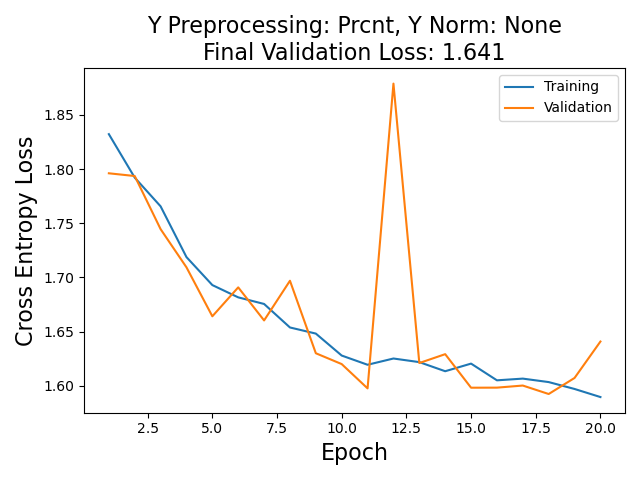 Y Preprocessing: Prcnt, Y Norm: None
Final Validation Loss: 1.641
Training
Validation
Cross Entropy Loss
1.85
1.80
1.75
1.70
1.65
1.60
2.5 5.0 7.5 10.0 12.5 15.0 17.5 20.0
Epoch